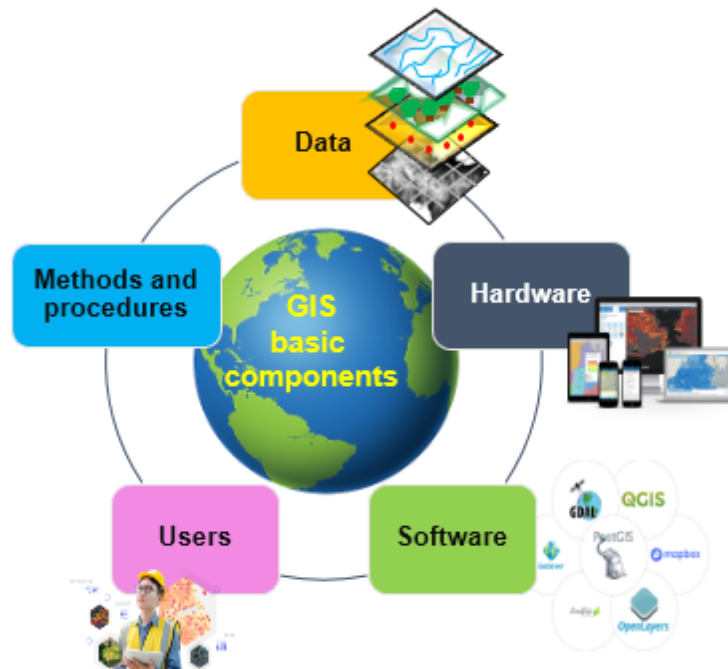 Data
Methods and
procedures
Hardware
GIS
basic
components
Users
Software
GDAL
QGIS
PostGIS
mapbox
OpenLayers